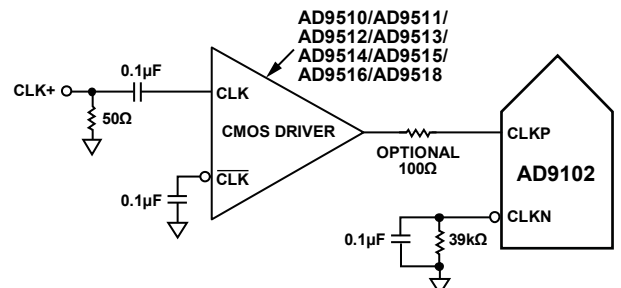 AD9510/AD9511/
AD9512/AD9513/
AD9514/AD9515/
AD9516/AD9518
0.1µF
CLK+
CLK
50Ω
CMOS DRIVER
CLKP
OPTIONAL
100Ω
AD9102
CLK
0.1µF
CLKN
0.1µF
39kΩ